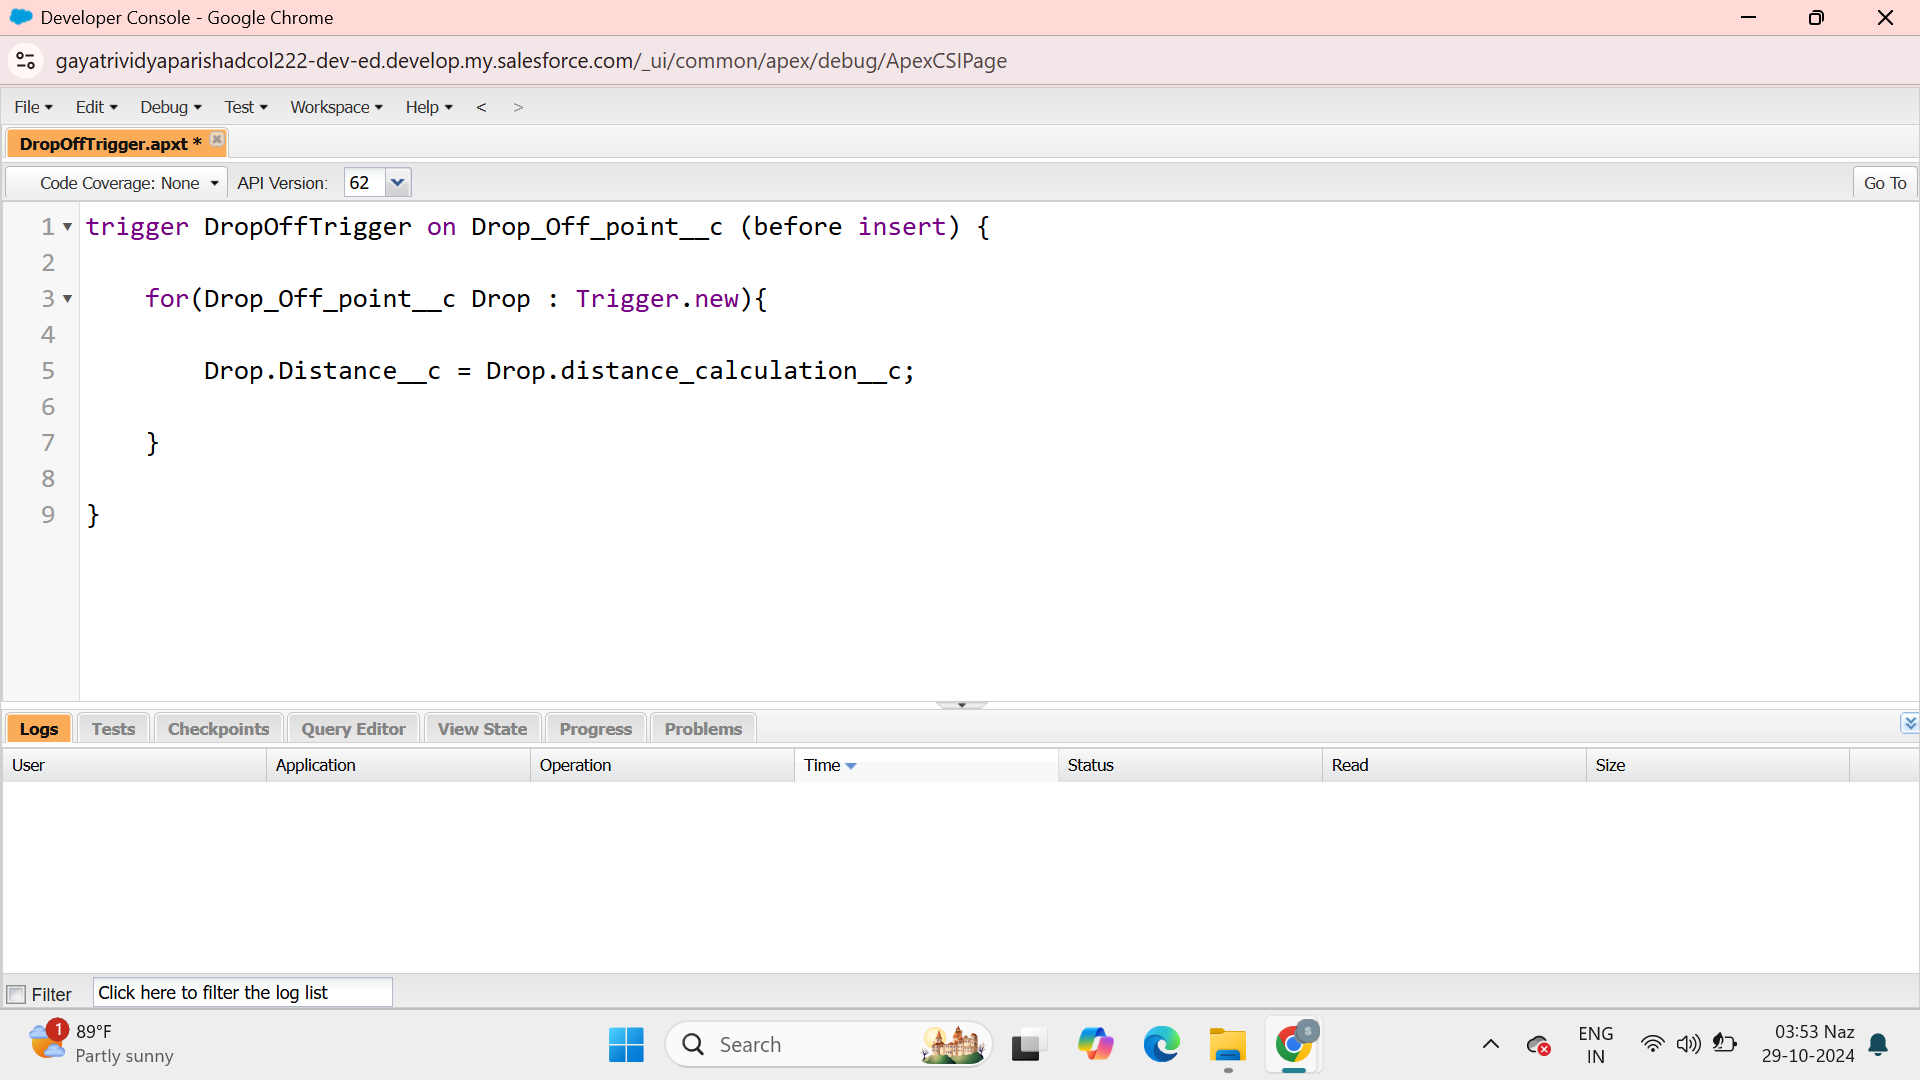 Developer Console - Google Chrome
gayatrividyaparishadcol222-dev-ed.develop.my.salesforce.com/_ui/common/apex/debug/ApexCSIPage
File Edit Debug Test Workspace Help < >
DropOffTrigger.apxt *
Code Coverage: None API Version: 62 Go To
1 trigger DropOffTrigger on Drop_Off_point__c (before insert) {
2
3 for(Drop_Off_point__c Drop : Trigger.new){
4
5 Drop.Distance__c = Drop.distance_calculation__c;
6
7 }
8
9 }
Logs Tests Checkpoints Query Editor View State Progress Problems
User Application Operation Time Status Read Size
Filter Click here to filter the log list
1 89°F
Partly sunny
Search
S
ENG
IN
03:53 Naz
29-10-2024